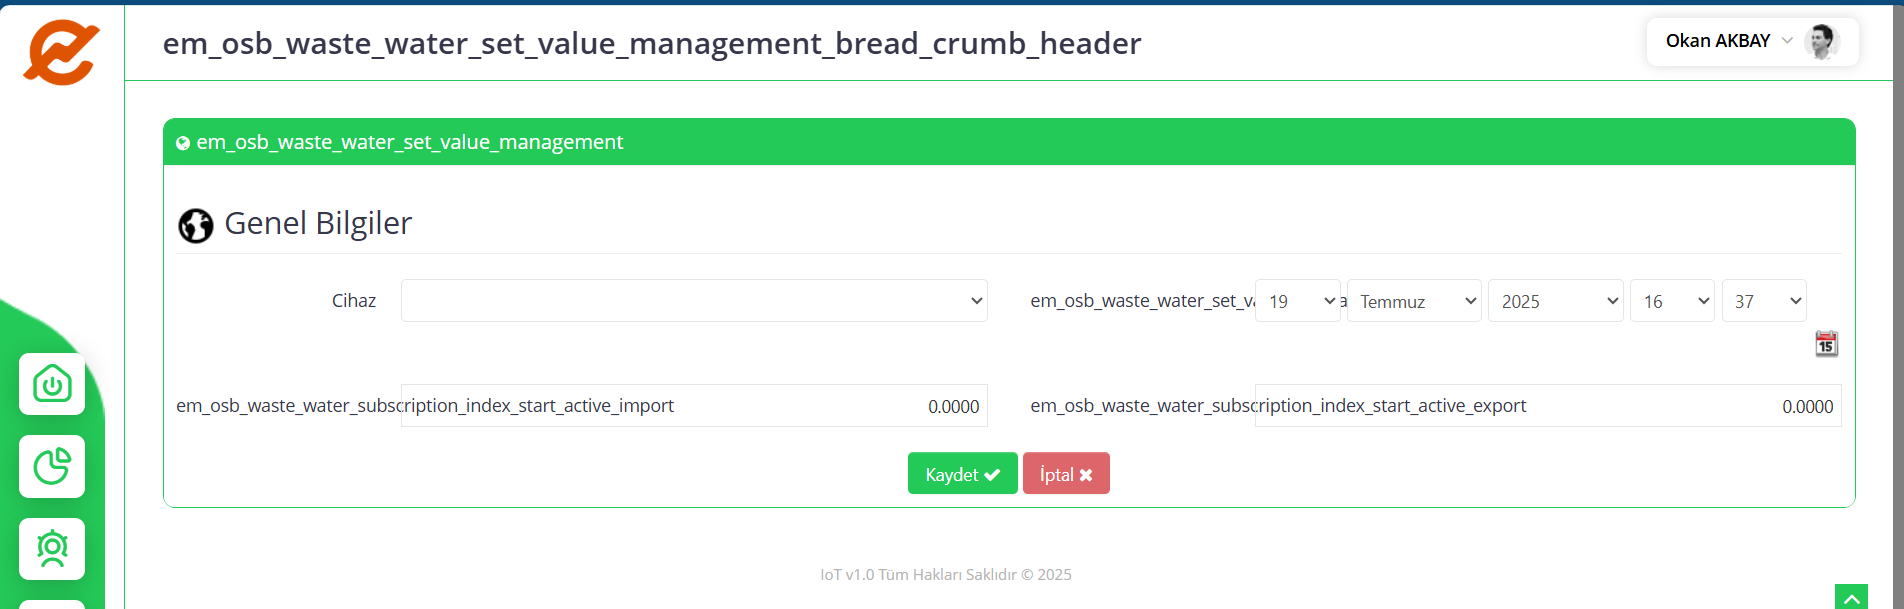 em_osb_waste_water_set_value_management_bread_crumb_header
Okan AKBAY
em_osb_waste_water_set_value_management
Genel Bilgiler
Cihaz
em_osb_waste_water_set_va 19 Temmuz 2025 16 37
15
em_osb_waste_water_subscription_index_start_active_import 0.0000
em_osb_waste_water_subscription_index_start_active_export 0.0000
Kaydet İptal
IoT v1.0 Tüm Hakları Saklıdır © 2025